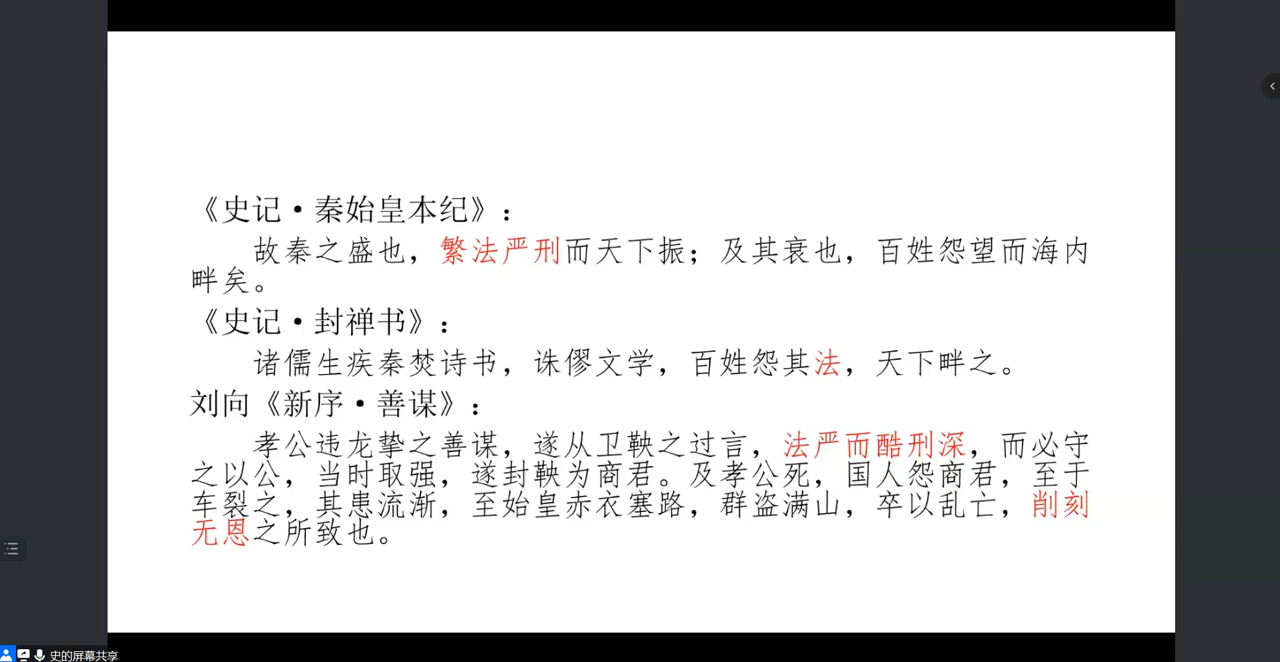 《史记·秦始皇本纪》：
故秦之盛也，繁法严刑而天下振；及其衰也，百姓怨望而海内
畔矣。
《史记·封禅书》：
诸儒生疾秦焚诗书，诛僇文学，百姓怨其法，天下畔之。
刘向《新序·善谋》：
孝公违龙挚之善谋，遂从卫鞅之过言，法严而酷刑深，而必守
之以公，当时取强，遂封鞅为商君。及孝公死，国人怨商君，至于
车裂之，其患流渐，至始皇赤衣塞路，群盗满山，卒以乱亡，削刻
无恩之所致也。
史的屏幕共享